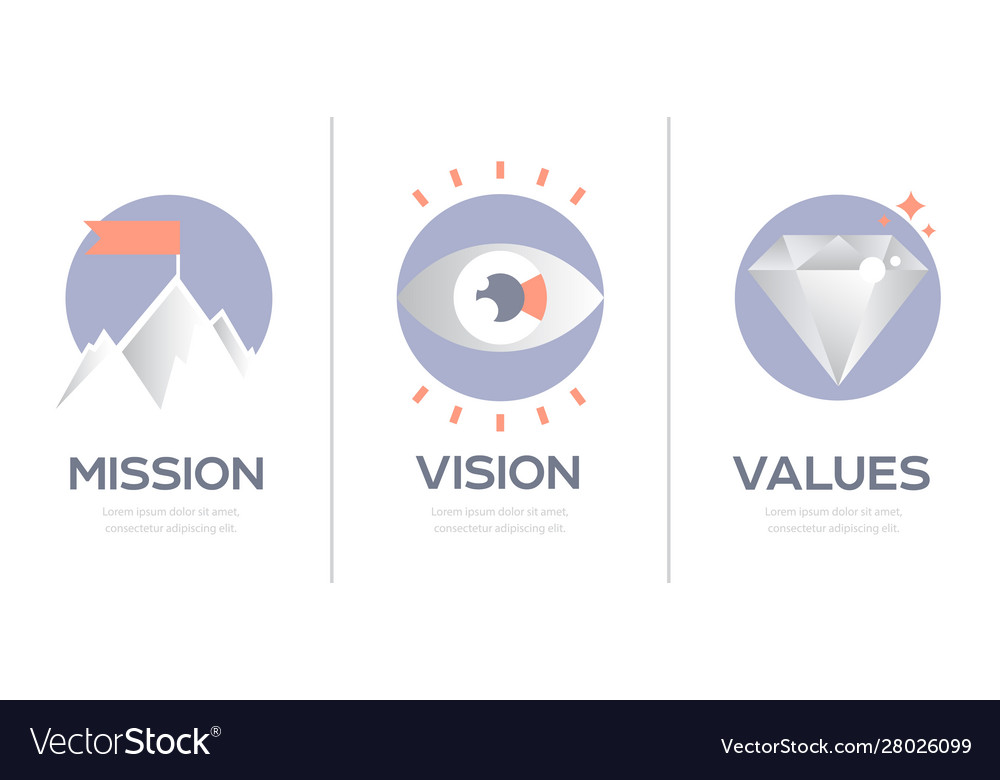 MISSION
Lorem ipsum dolor sit amet,
consectetur adipiscing elit.
VISION
Lorem ipsum dolor sit amet,
consectetur adipiscing elit.
VALUES
Lorem ipsum dolor sit amet,
consectetur adipiscing elit.
VectorStock®
VectorStock.com/28026099